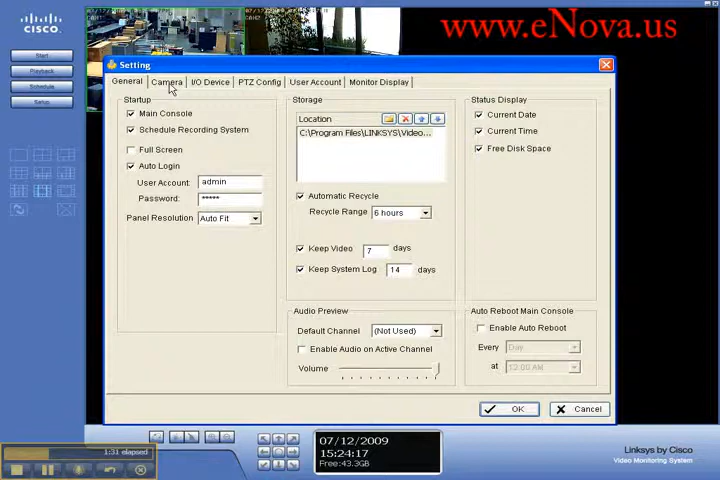 www.eNova.us
CISCO
Start
Playback
Schedule
Setup
Setting
General Camera I/O Device PTZ Config User Account Monitor Display
Startup
Main Console
Schedule Recording System
Full Screen
Auto Login
User Account: admin
Password: *****
Panel Resolution Auto Fit
Storage
Location
C:\Program Files\LINKSYS\Video...
Automatic Recycle
Recycle Range 6 hours
Keep Video 7 days
Keep System Log 14 days
Audio Preview
Default Channel (Not Used)
Enable Audio on Active Channel
Volume
Status Display
Current Date
Current Time
Free Disk Space
Auto Reboot Main Console
Enable Auto Reboot
Every Day
at 12:00 AM
OK Cancel
1:31 elapsed
07/12/2009
15:24:17
Free:43.3GB
Linksys by Cisco
Video Monitoring System